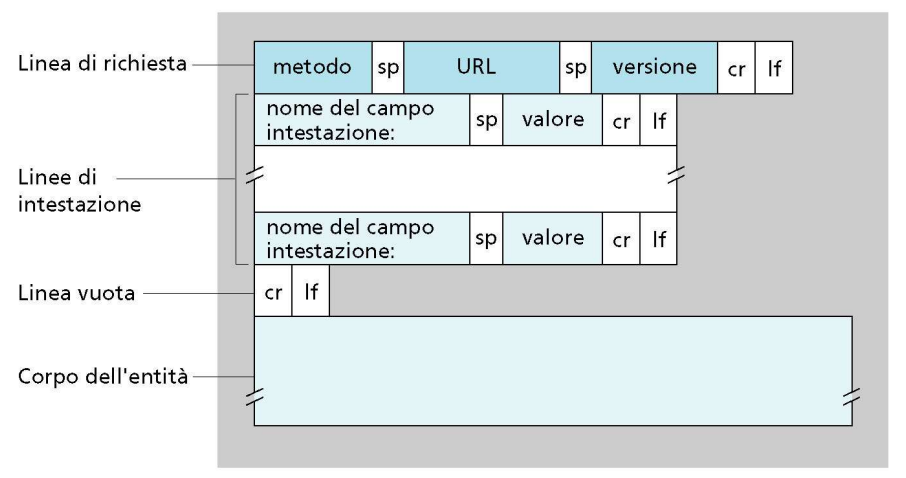 Linea di richiesta metodo sp URL sp versione cr lf
nome del campo
intestazione: sp valore cr lf
Linee di
intestazione
nome del campo
intestazione: sp valore cr lf
Linea vuota cr lf
Corpo dell'entità